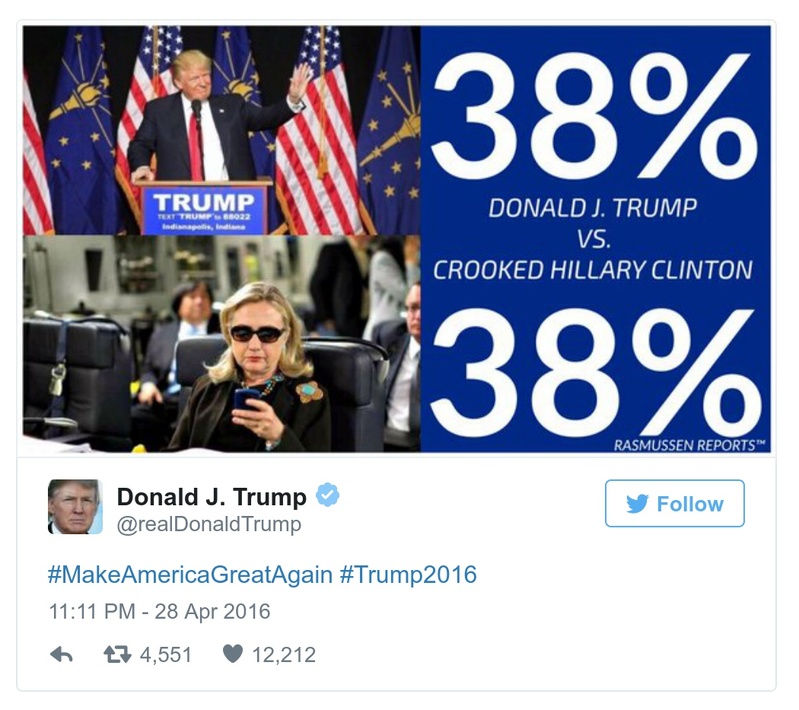 TRUMP
TEXT "TRUMP" to 88022
Indianapolis, Indiana
38%
DONALD J. TRUMP
VS.
CROOKED HILLARY CLINTON
38%
RASMUSSEN REPORTS™
Donald J. Trump
@realDonaldTrump
Follow
#MakeAmericaGreatAgain #Trump2016
11:11 PM - 28 Apr 2016
4,551 12,212